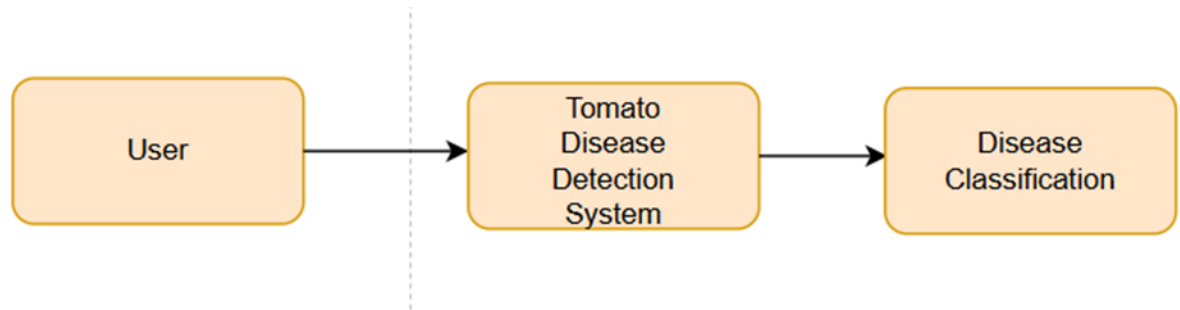 User
Tomato
Disease
Detection
System
Disease
Classification